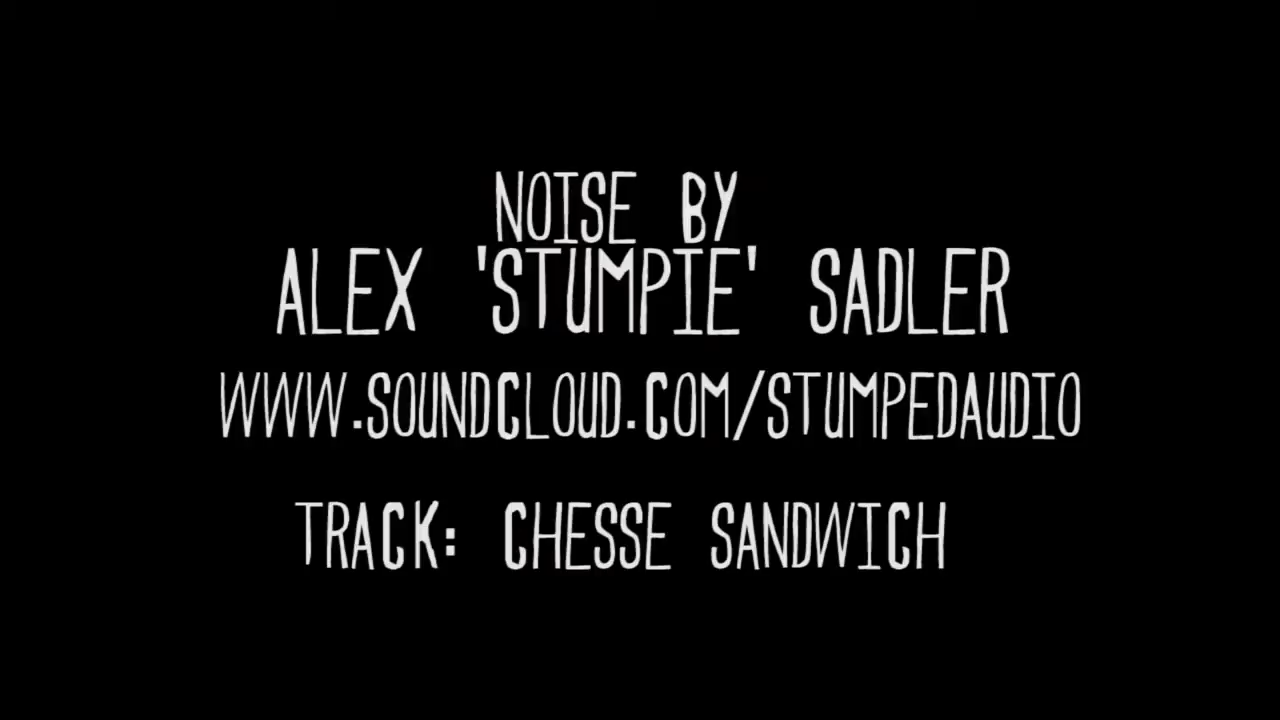 NOISE BY
ALEX 'STUMPIE' SADLER
WWW.SOUNDCLOUD.COM/STUMPEDAUDIO
TRACK: CHESSE SANDWICH